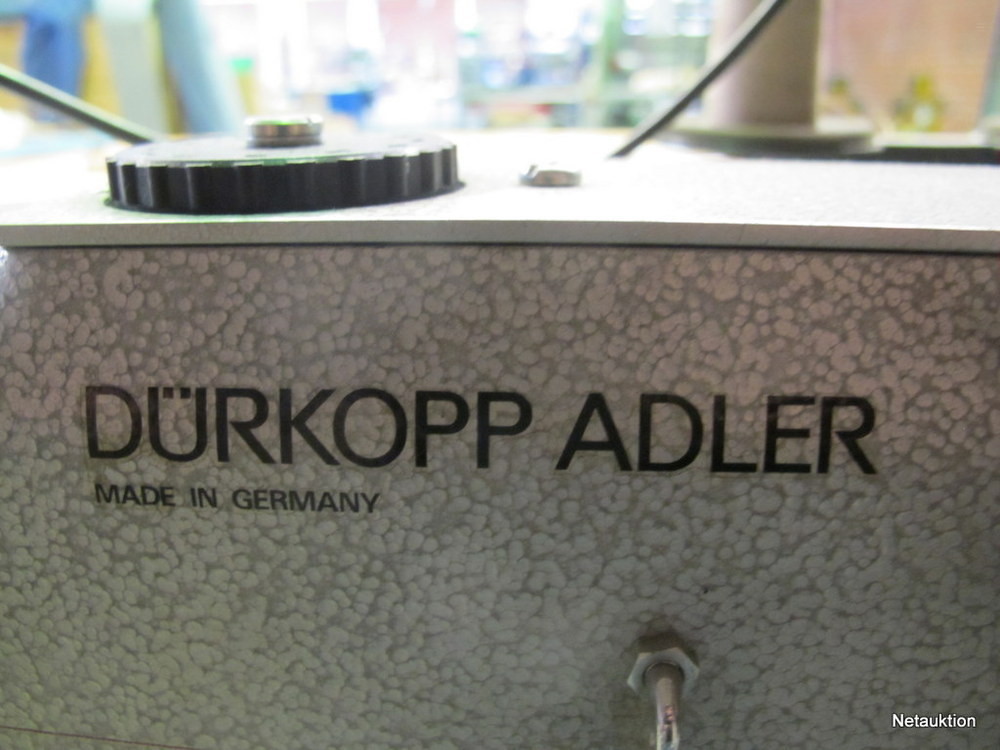 DÜRKOPP ADLER
MADE IN GERMANY
Netauktion